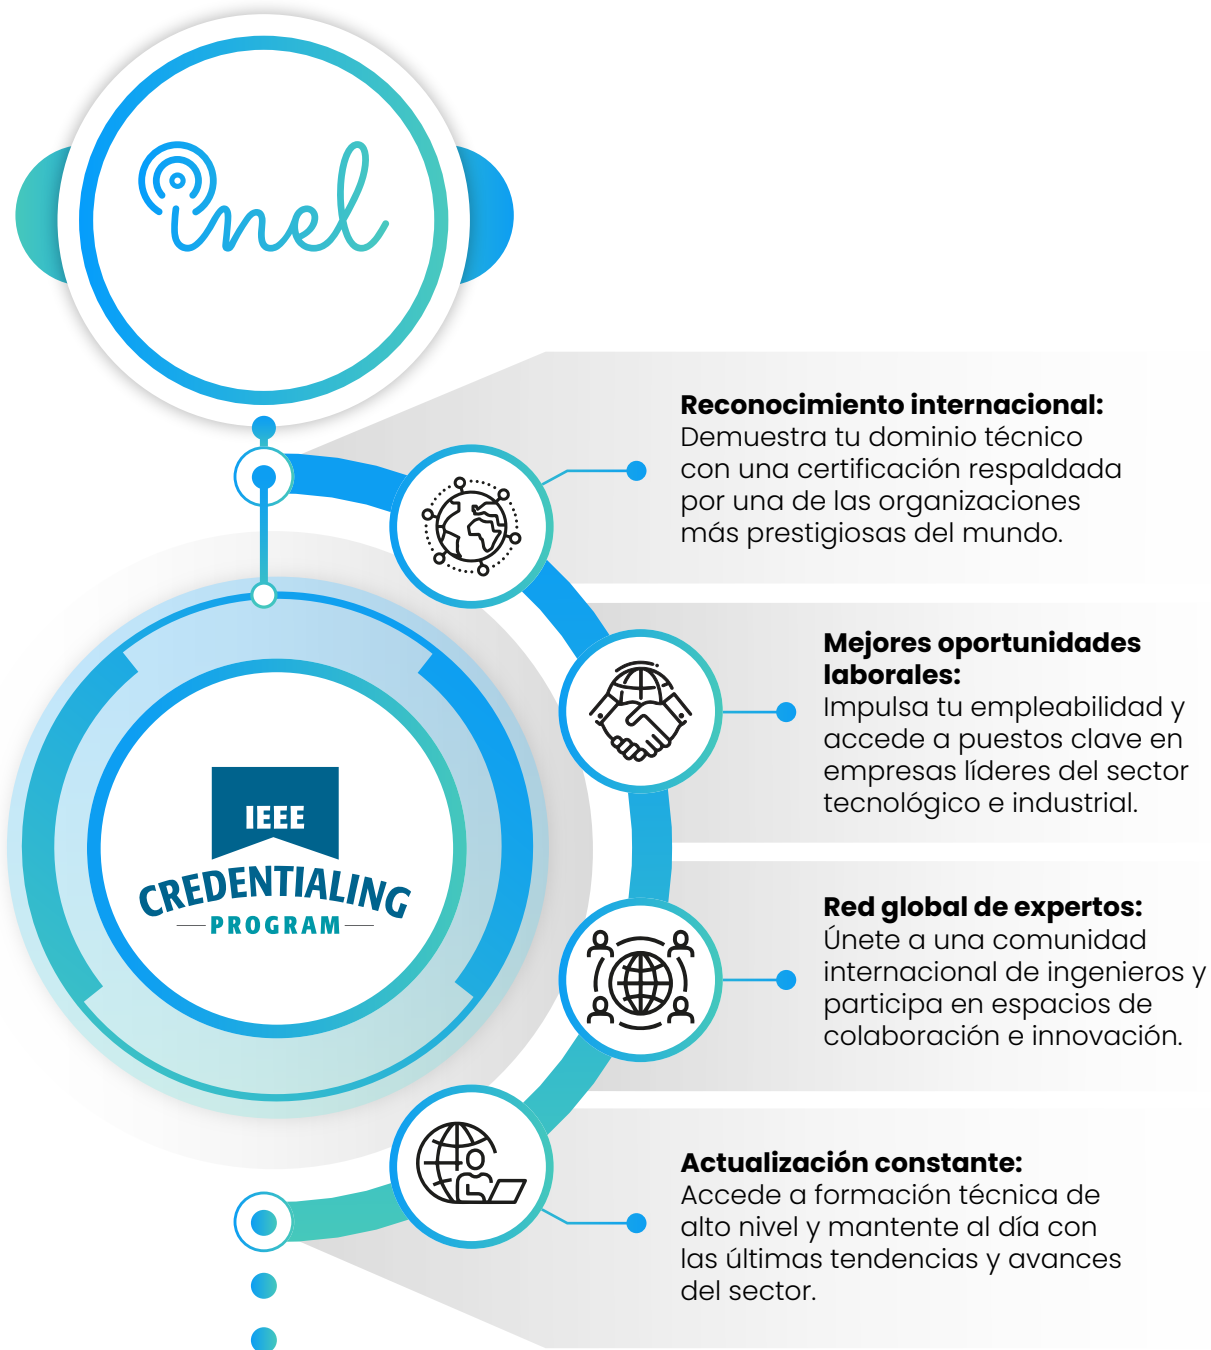 inel
Reconocimiento internacional:
Demuestra tu dominio técnico
con una certificación respaldada
por una de las organizaciones
más prestigiosas del mundo.
Mejores oportunidades
laborales:
Impulsa tu empleabilidad y
accede a puestos clave en
empresas líderes del sector
tecnológico e industrial.
IEEE
CREDENTIALING
PROGRAM
Red global de expertos:
Únete a una comunidad
internacional de ingenieros y
participa en espacios de
colaboración e innovación.
Actualización constante:
Accede a formación técnica de
alto nivel y mantente al día con
las últimas tendencias y avances
del sector.